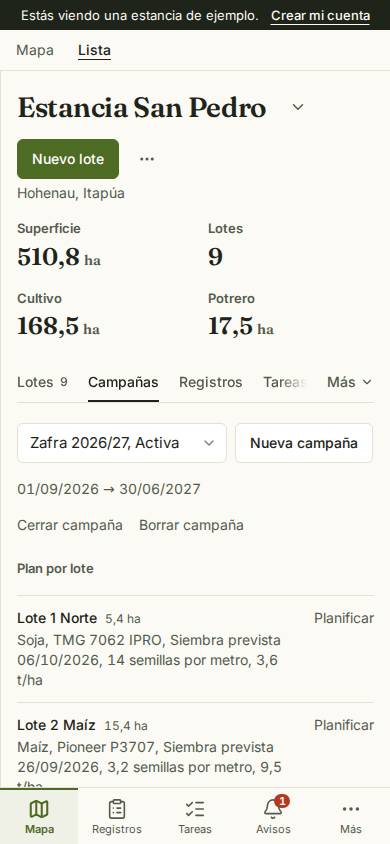 Estás viendo una estancia de ejemplo. Crear mi cuenta
Mapa Lista
Estancia San Pedro
Nuevo lote
Hohenau, Itapúa
Superficie Lotes
510,8 ha 9
Cultivo Potrero
168,5 ha 17,5 ha
Lotes 9 Campañas Registros Tareas Más
Zafra 2026/27, Activa Nueva campaña
01/09/2026 → 30/06/2027
Cerrar campaña Borrar campaña
Plan por lote
Lote 1 Norte 5,4 ha Planificar
Soja, TMG 7062 IPRO, Siembra prevista
06/10/2026, 14 semillas por metro, 3,6
t/ha
Lote 2 Maíz 15,4 ha Planificar
Maíz, Pioneer P3707, Siembra prevista
26/09/2026, 3,2 semillas por metro, 9,5
t/ha
1
Mapa Registros Tareas Avisos Más